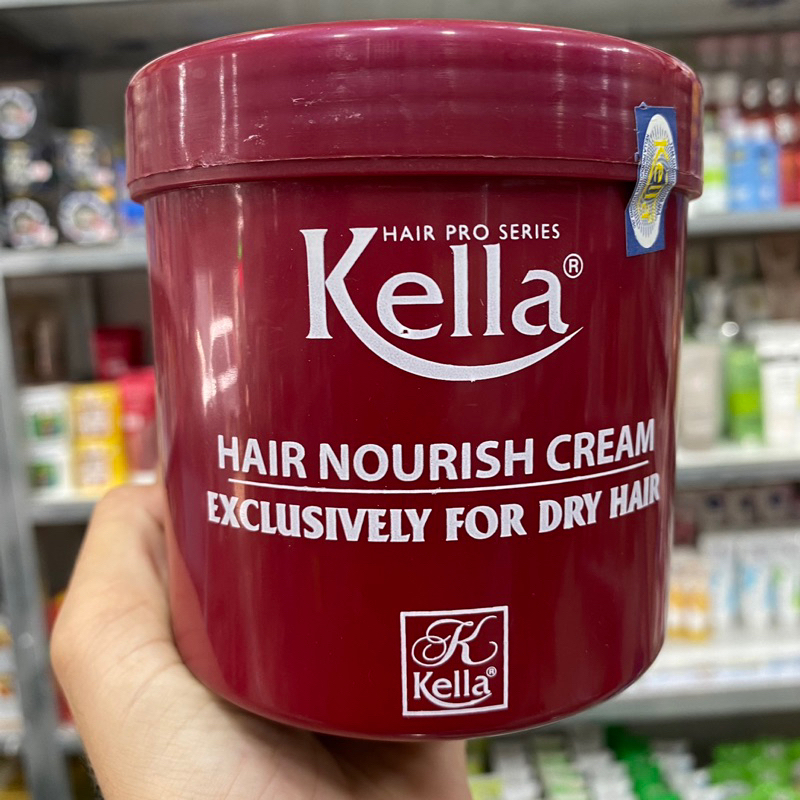 HAIR PRO SERIES
Kella®
HAIR NOURISH CREAM
EXCLUSIVELY FOR DRY HAIR
K
Kella®